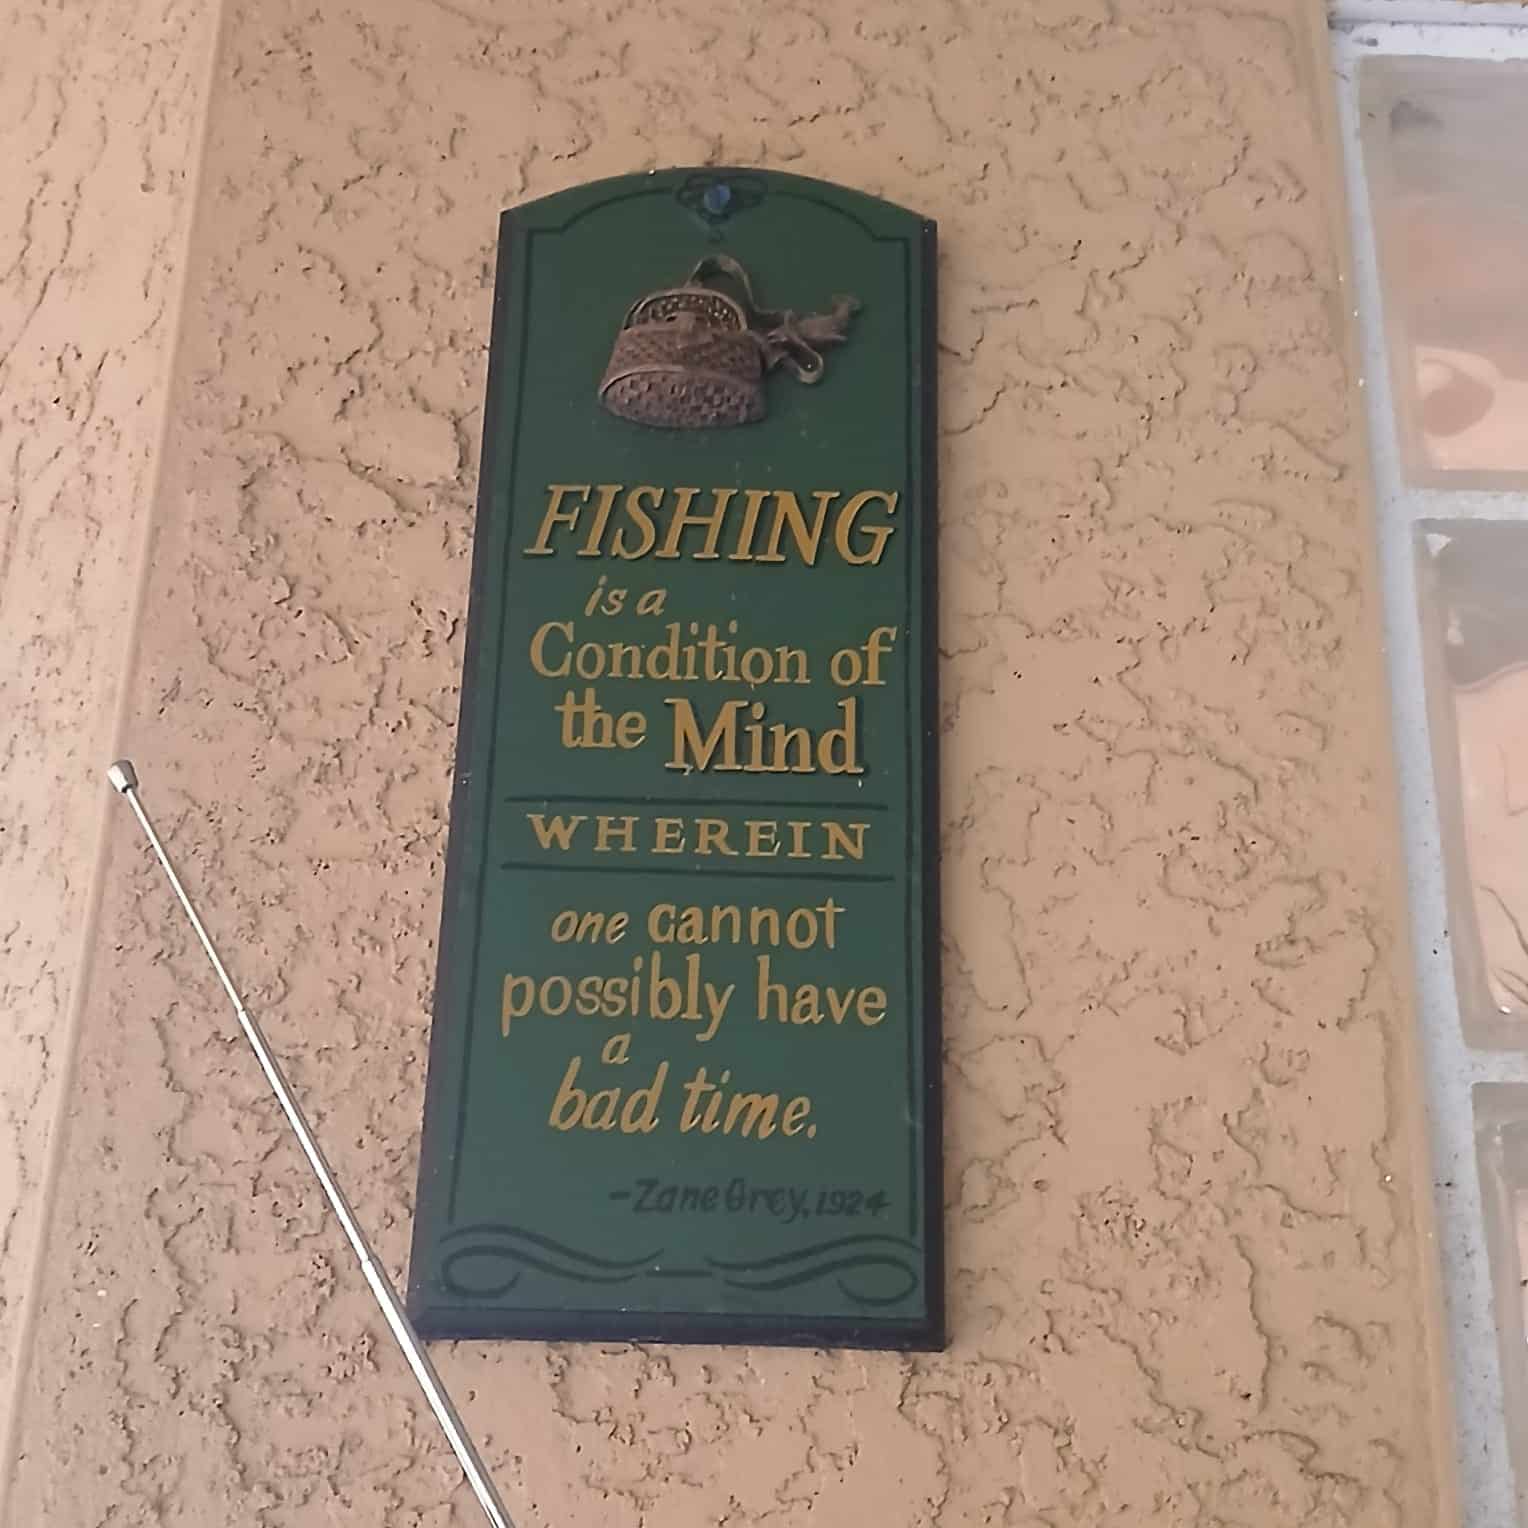 FISHING
is a
Condition of
the Mind
WHEREIN
one cannot
possibly have
a
bad time.
-Zane Grey, 1924